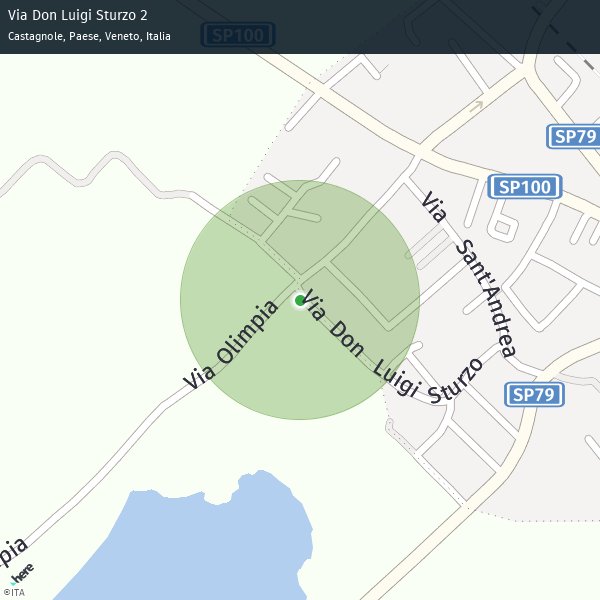 Via Don Luigi Sturzo 2
Castagnole, Paese, Veneto, Italia
SP100
SP79
SP100
Via Sant'Andrea
Via Olimpia
Via Don Luigi Sturzo
SP79
pia
here
©ITA